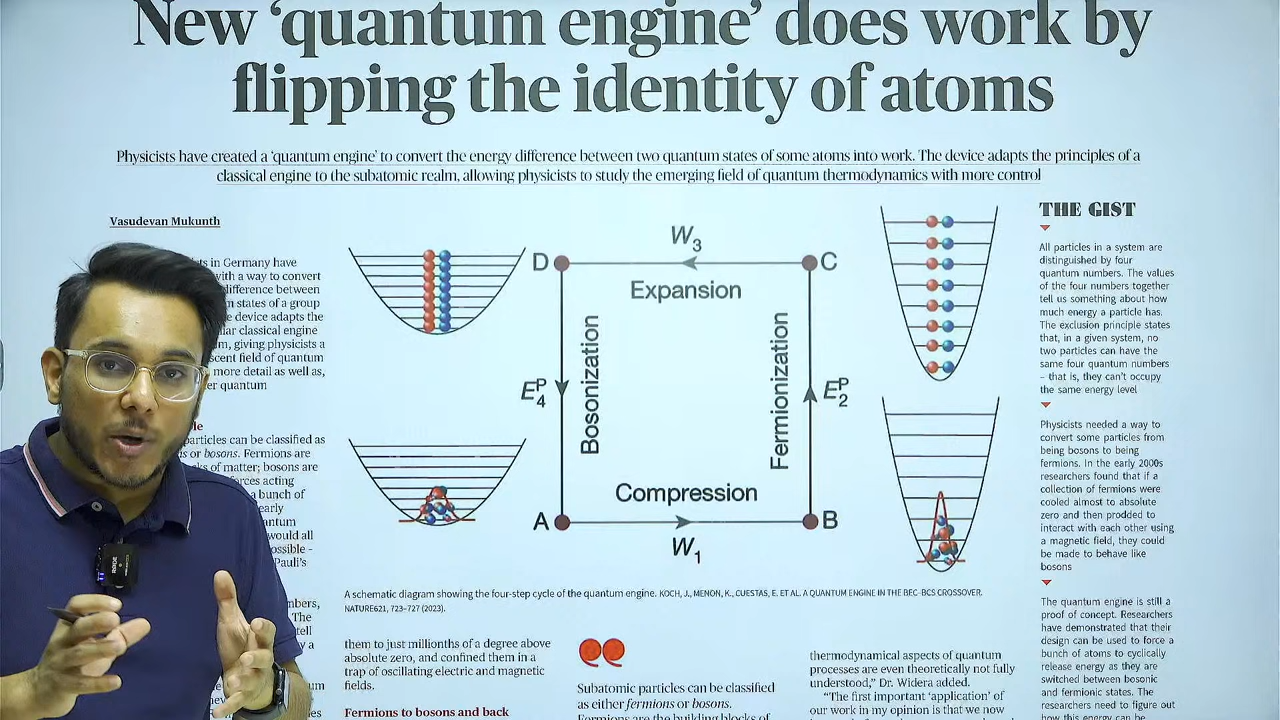 New ‘quantum engine’ does work by
flipping the identity of atoms
Physicists have created a ‘quantum engine’ to convert the energy difference between two quantum states of some atoms into work. The device adapts the principles of a
classical engine to the subatomic realm, allowing physicists to study the emerging field of quantum thermodynamics with more control
Vasudevan Mukunth
in Germany have
with a way to convert
difference between
states of a group
device adapts the
classical engine
giving physicists a
field of quantum
more detail as well as,
quantum
particles can be classified as
or bosons. Fermions are
of matter; bosons are
acting
a bunch of
would all
Pauli’s
The
tell
a
D
W3
C
Expansion
Bosonization
EP4
Fermionization
EP2
Compression
A
B
W1
A schematic diagram showing the four-step cycle of the quantum engine. KOCH, J., MENON, K., CUESTAS, E. ET AL. A QUANTUM ENGINE IN THE BEC-BCS CROSSOVER.
NATURE 621, 723–727 (2023).
them to just millionths of a degree above
absolute zero, and confined them in a
trap of oscillating electric and magnetic
fields.
Fermions to bosons and back
Subatomic particles can be classified
as either fermions or bosons.
Fermions are the building blocks of
thermodynamical aspects of quantum
processes are even theoretically not fully
understood,” Dr. Widera added.
“The first important ‘application’ of
our work in my opinion is that we now
THE GIST
All particles in a system are
distinguished by four
quantum numbers. The values
of the four numbers together
tell us something about how
much energy a particle has.
The exclusion principle states
that, in a given system, no
two particles can have the
same four quantum numbers
– that is, they can’t occupy
the same energy level
Physicists needed a way to
convert some particles from
being bosons to being
fermions. In the early 2000s
researchers found that if a
collection of fermions were
cooled almost to absolute
zero and then prodded to
interact with each other using
a magnetic field, they could
be made to behave like
bosons
The quantum engine is still a
proof of concept. Researchers
have demonstrated that their
design can be used to force a
bunch of atoms to cyclically
release energy as they are
switched between bosonic
and fermionic states. The
researchers need to figure out
how this energy can be